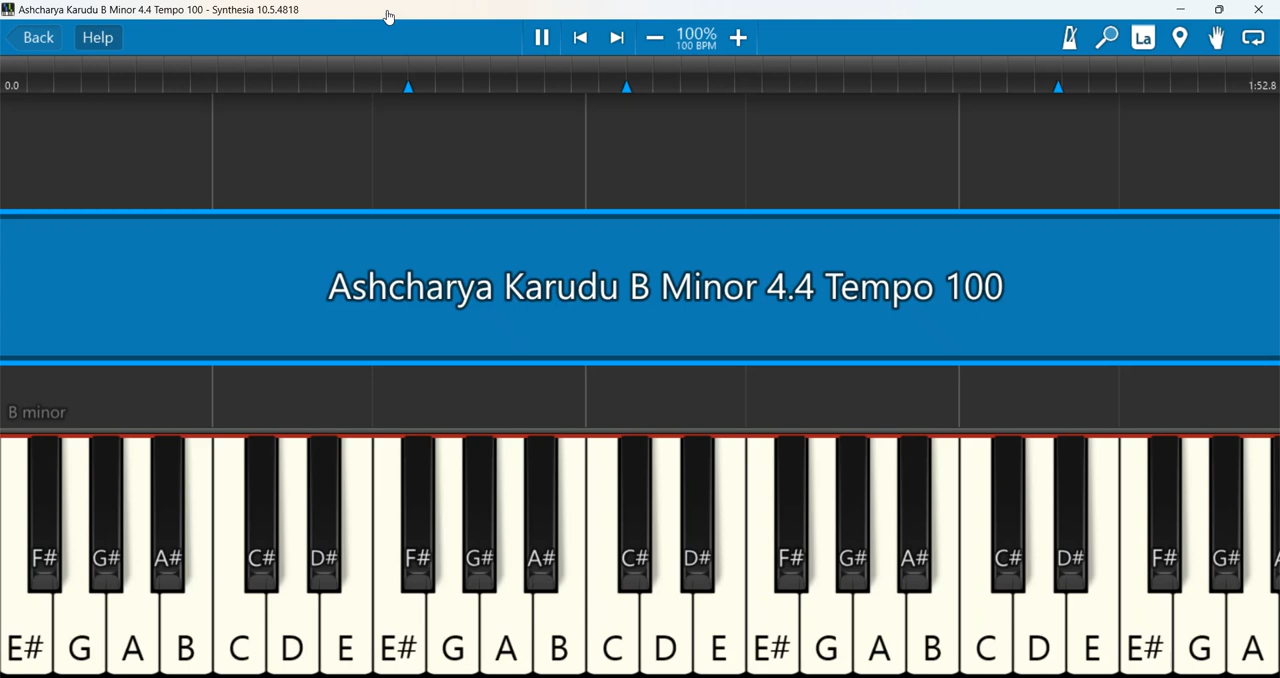 Ashcharya Karudu B Minor 4.4 Tempo 100 - Synthesia 10.5.4818
Back Help 100% La
100 BPM
0.0 1:52.8
Ashcharya Karudu B Minor 4.4 Tempo 100
B minor
F# G# A# C# D# F# G# A# C# D# F# G# A# C# D# F# G#
E# G A B C D E E# G A B C D E E# G A B C D E E# G A